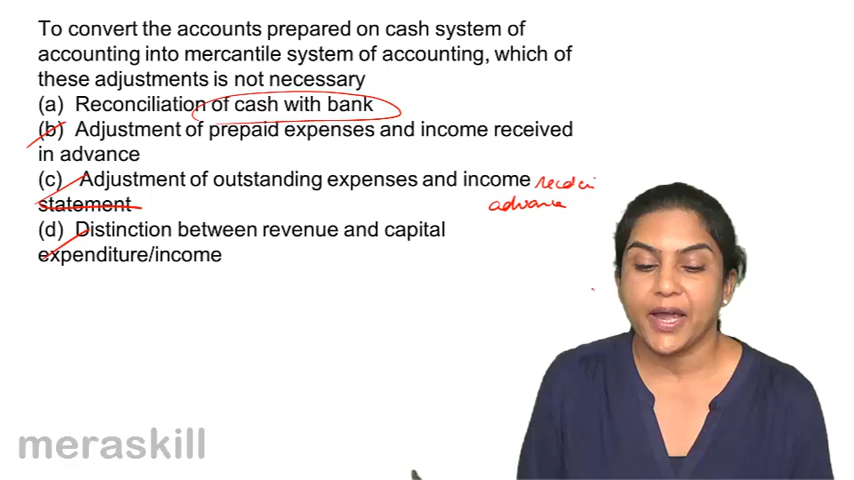 To convert the accounts prepared on cash system of
accounting into mercantile system of accounting, which of
these adjustments is not necessary
(a) Reconciliation of cash with bank
(b) Adjustment of prepaid expenses and income received
in advance
(c) Adjustment of outstanding expenses and income
statement advance
(d) Distinction between revenue and capital
expenditure/income
meraskill